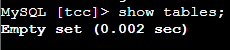 MySQL [tcc]> show tables;
Empty set (0.002 sec)